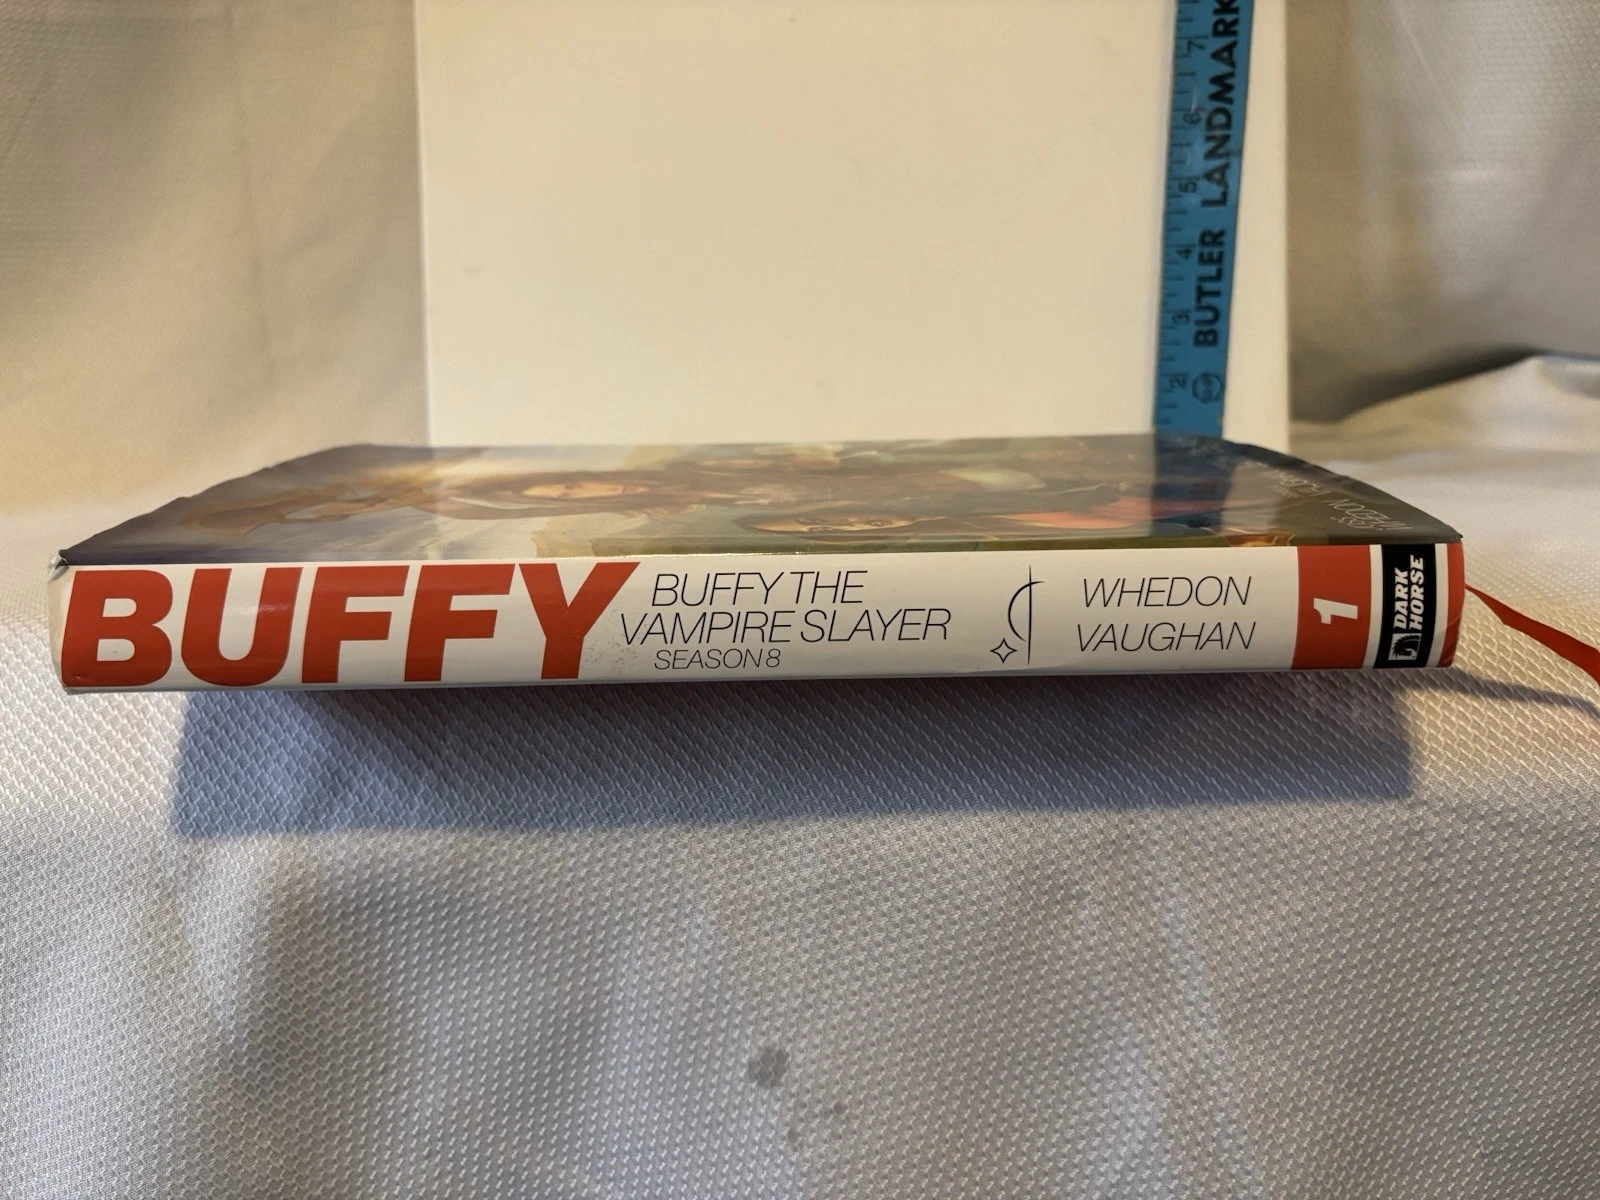 BUFFY
BUFFY THE
VAMPIRE SLAYER
SEASON 8
WHEDON
VAUGHAN
1
DARK
HORSE
BUTLER LANDMARK
2
3
4
5
6
7
WHEDON